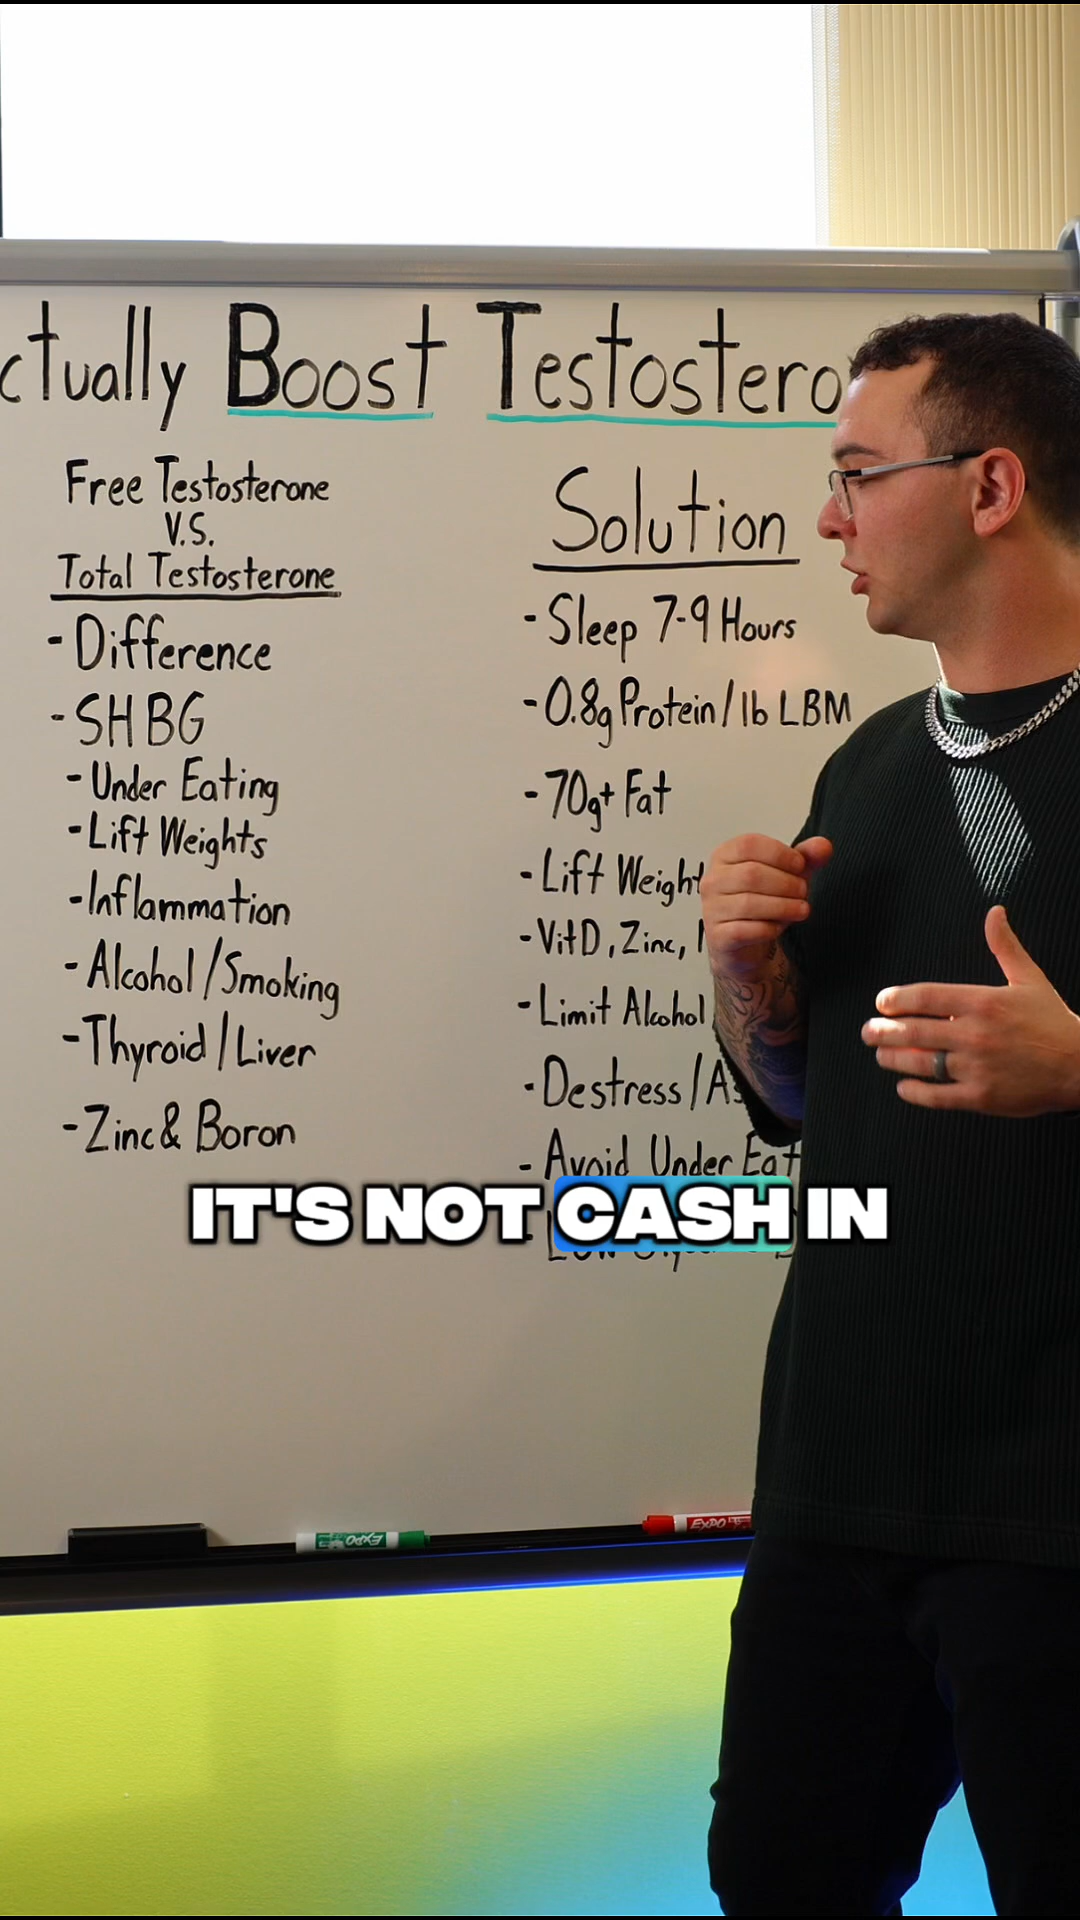 ctually Boost Testostero
Free Testosterone
V.S.
Total Testosterone
- Difference
- SHBG
- Under Eating
- Lift Weights
- Inflammation
- Alcohol/Smoking
- Thyroid/Liver
- Zinc & Boron
Solution
- Sleep 7-9 Hours
- 0.8g Protein/lb LBM
- 70g+ Fat
- Lift Weight
- Vit D, Zinc,
- Limit Alcohol
- Destress/As
- Avoid Under Eat
- Low
IT'S NOT CASH IN
EXPO
EXPO